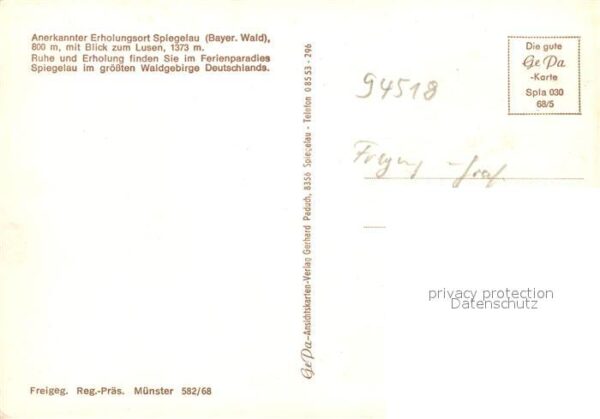 Anerkannter Erholungsort Spiegelau (Bayer. Wald),
800 m, mit Blick zum Lusen, 1373 m.
Ruhe und Erholung finden Sie im Ferienparadies
Spiegelau im größten Waldgebirge Deutschlands.
GePa-Ansichtskarten-Verlag Gerhard Paduch, 8356 Spiegelau - Telefon 08553-296
Die gute
GePa
-Karte
Spla 030
68/5
94518
privacy protection
Datenschutz
Freigeg. Reg.-Präs. Münster 582/68